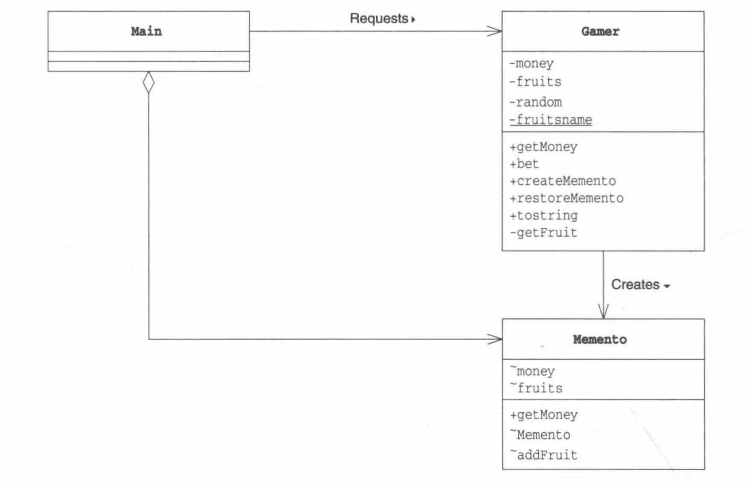 Main
Requests ▸
Gamer
-money
-fruits
-random
-fruitsname
+getMoney
+bet
+createMemento
+restoreMemento
+tostring
-getFruit
Creates ▾
Memento
~money
~fruits
+getMoney
~Memento
~addFruit